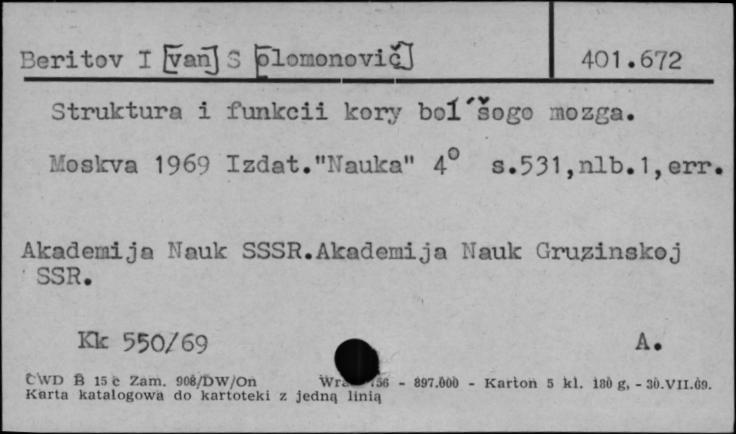 Beritov I [van] S [olomonovič] 401.672
Struktura i funkcii kory bol´šogo mozga.
Moskva 1969 Izdat."Nauka" 4° s.531,nlb.1,err.
Akademija Nauk SSSR.Akademija Nauk Gruzinskoj
SSR.
Kk 550/69 A.
CWD B 15 c Zam. 908/DW/On 56 - 897.000 - Karton 5 kl. 180 g. - 30.VII.69.
Karta katalogowa do kartoteki z jedną linią